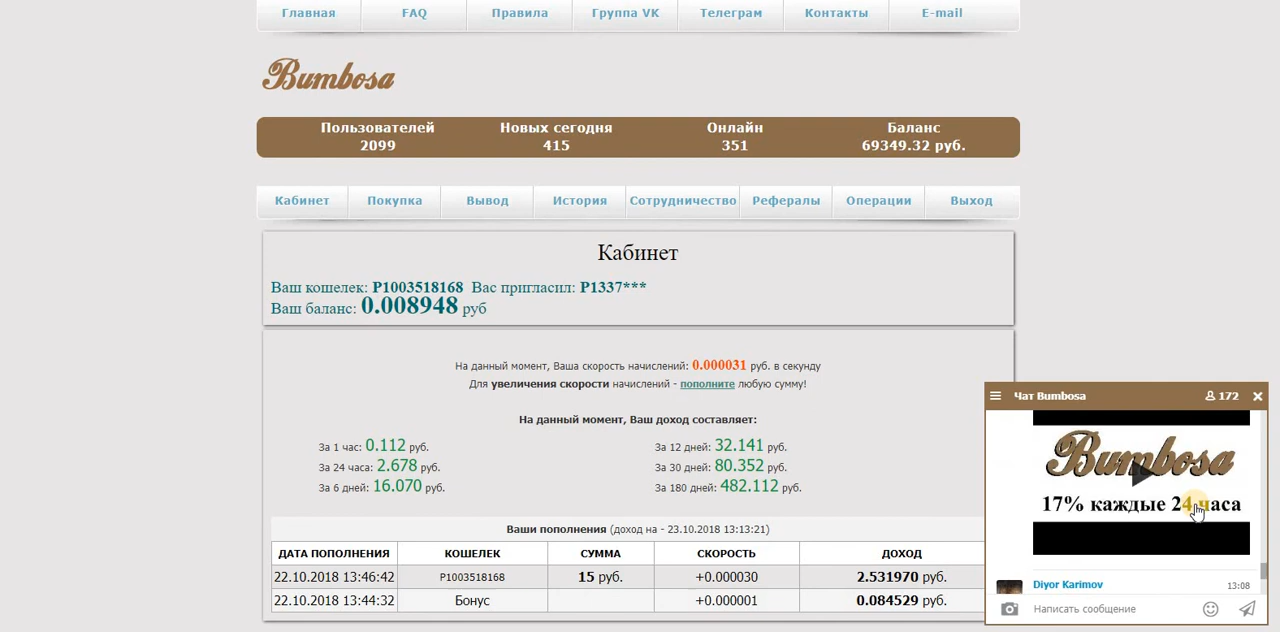 Главная FAQ Правила Группа VK Телеграм Контакты E-mail
Bumbosa
Пользователей Новых сегодня Онлайн Баланс
2099 415 351 69349.32 руб.
Кабинет Покупка Вывод История Сотрудничество Рефералы Операции Выход
Кабинет
Ваш кошелек: P1003518168 Вас пригласил: P1337***
Ваш баланс: 0.008948 руб
На данный момент, Ваша скорость начислений: 0.000031 руб. в секунду
Для увеличения скорости начислений - пополните любую сумму!
На данный момент, Ваш доход составляет:
За 1 час: 0.112 руб. За 12 дней: 32.141 руб.
За 24 часа: 2.678 руб. За 30 дней: 80.352 руб.
За 6 дней: 16.070 руб. За 180 дней: 482.112 руб.
Ваши пополнения (доход на - 23.10.2018 13:13:21)
ДАТА ПОПОЛНЕНИЯ КОШЕЛЕК СУММА СКОРОСТЬ ДОХОД
22.10.2018 13:46:42 P1003518168 15 руб. +0.000030 2.531970 руб.
22.10.2018 13:44:32 Бонус +0.000001 0.084529 руб.
Чат Bumbosa 172
Bumbosa
17% каждые 24 часа
Diyor Karimov 13:08
Написать сообщение